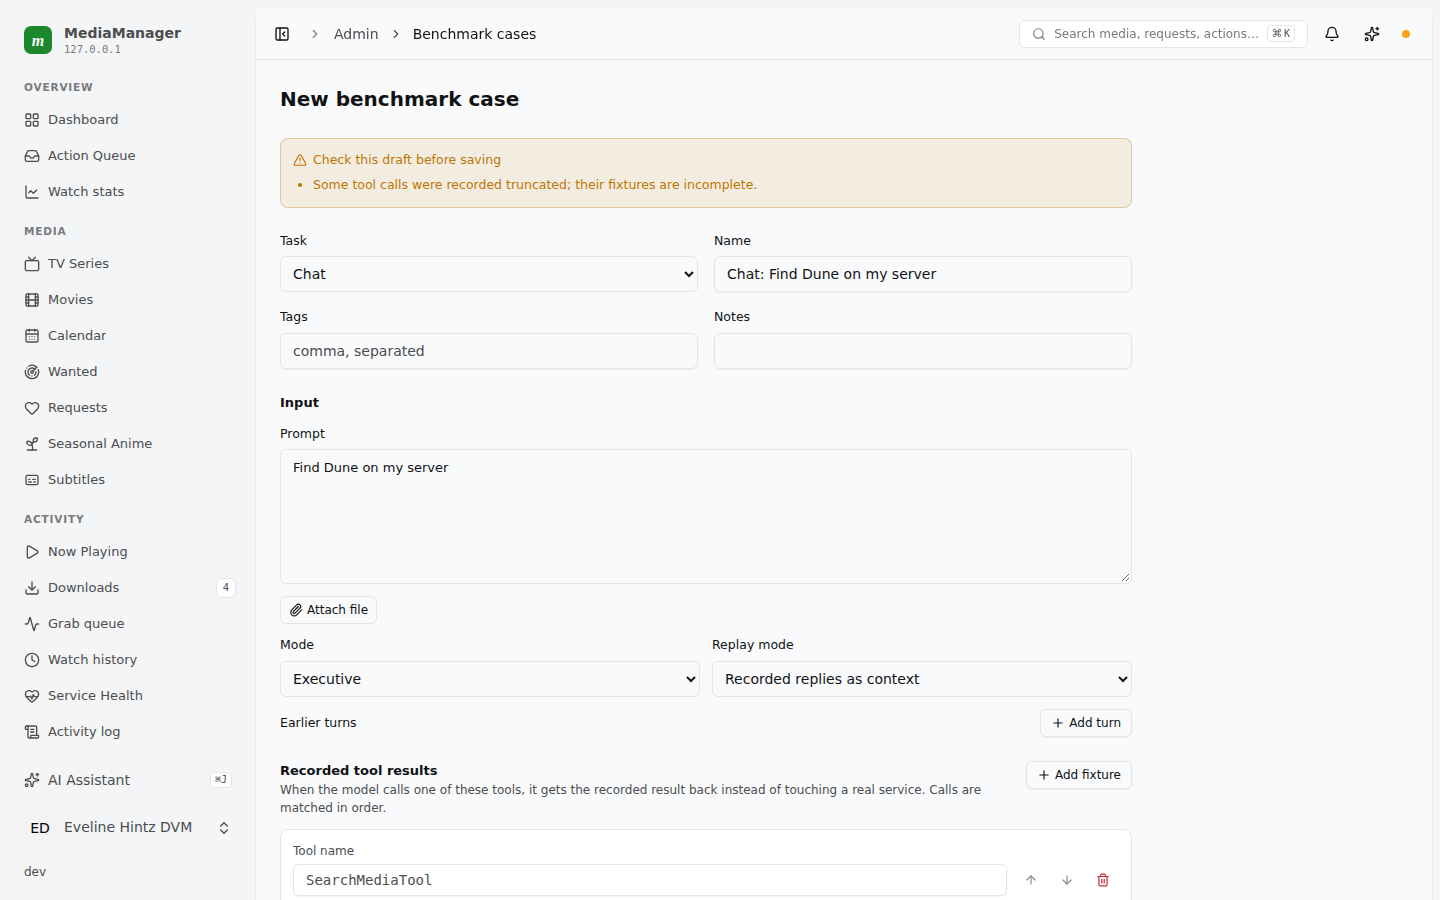 m
MediaManager
127.0.0.1
OVERVIEW
Dashboard
Action Queue
Watch stats
MEDIA
TV Series
Movies
Calendar
Wanted
Requests
Seasonal Anime
Subtitles
ACTIVITY
Now Playing
Downloads 4
Grab queue
Watch history
Service Health
Activity log
AI Assistant ⌘J
ED Eveline Hintz DVM
dev
Admin Benchmark cases
Search media, requests, actions... ⌘K
New benchmark case
Check this draft before saving
• Some tool calls were recorded truncated; their fixtures are incomplete.
Task Name
Chat Chat: Find Dune on my server
Tags Notes
comma, separated
Input
Prompt
Find Dune on my server
Attach file
Mode Replay mode
Executive Recorded replies as context
Earlier turns Add turn
Recorded tool results Add fixture
When the model calls one of these tools, it gets the recorded result back instead of touching a real service. Calls are
matched in order.
Tool name
SearchMediaTool